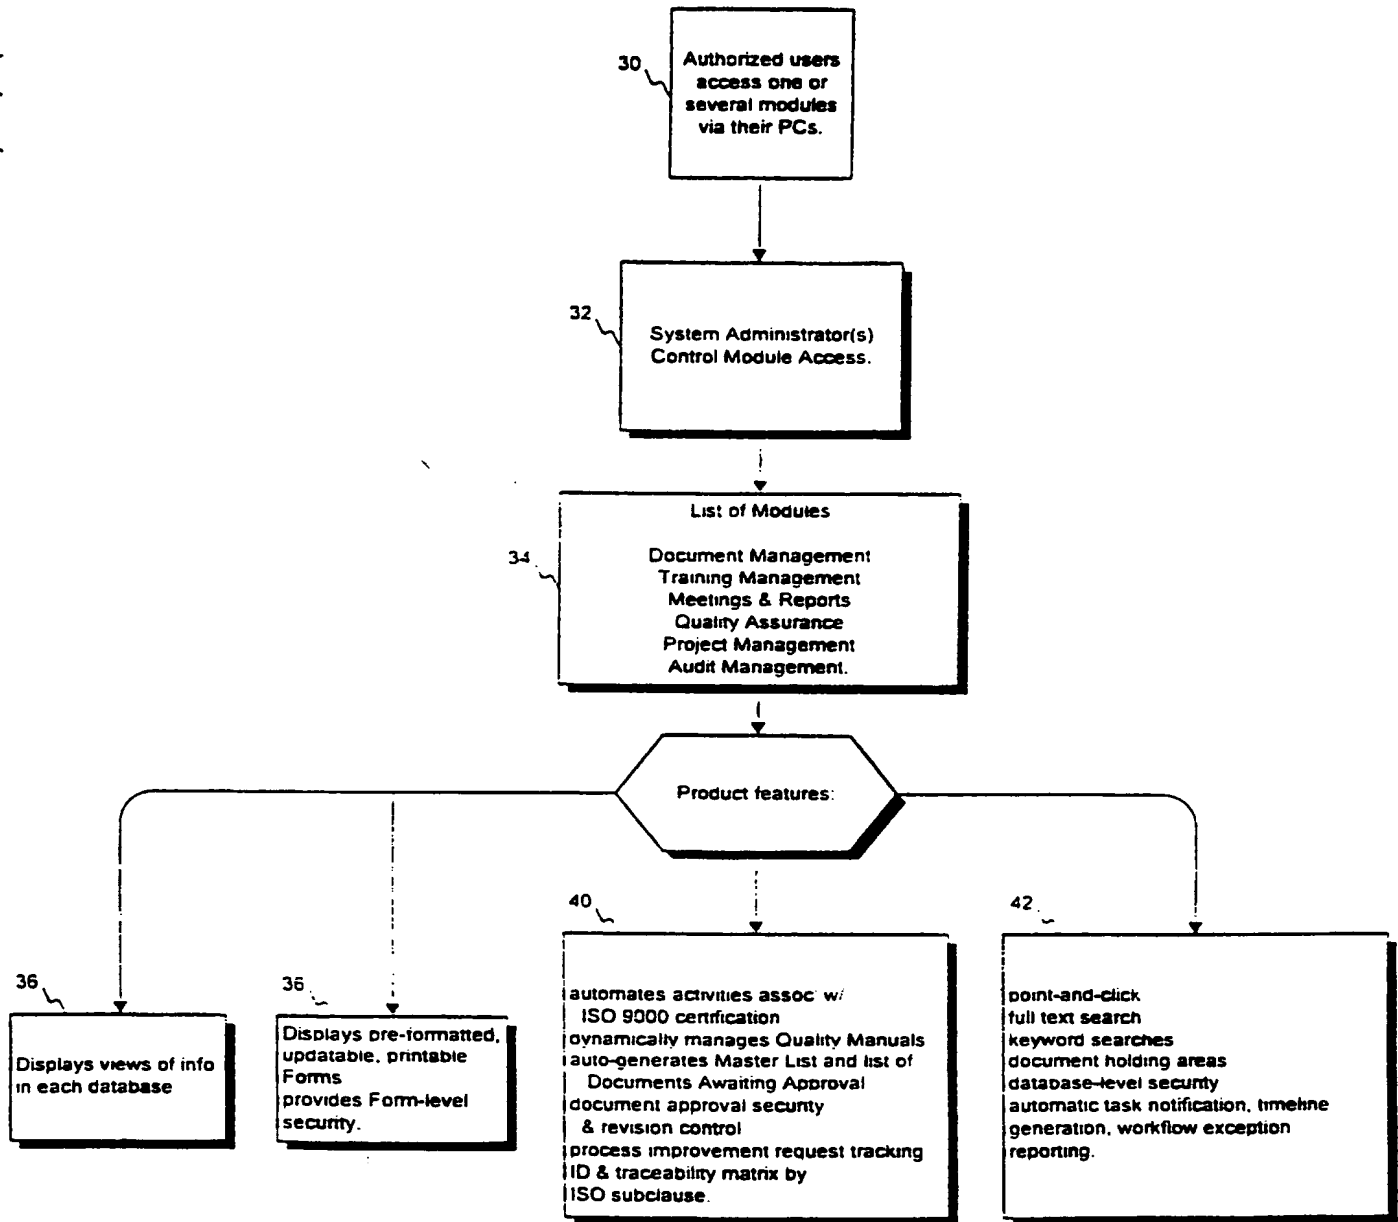 30
Authorized users
access one or
several modules
via their PCs.
32
System Administrator(s)
Control Module Access.
34
List of Modules
Document Management
Training Management
Meetings & Reports
Quality Assurance
Project Management
Audit Management.
Product features:
36
Displays views of info
in each database
36
Displays pre-formatted,
updatable, printable
Forms
provides Form-level
security.
40
automates activities assoc w/
ISO 9000 certification
dynamically manages Quality Manuals
auto-generates Master List and list of
Documents Awaiting Approval
document approval security
& revision control
process improvement request tracking
ID & traceability matrix by
ISO subclause.
42
point-and-click
full text search
keyword searches
document holding areas
database-level security
automatic task notification, timeline
generation, workflow exception
reporting.